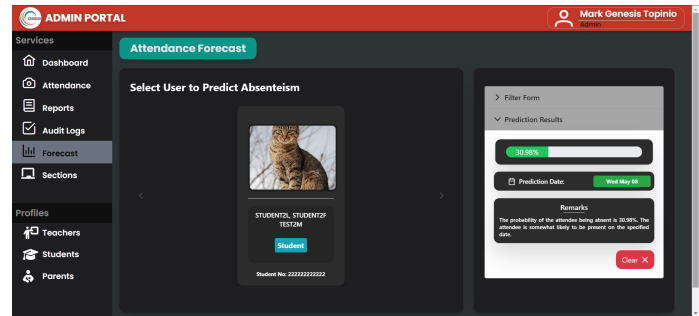 ADMIN PORTAL
Mark Genesis Topinio
Admin
Services
Dashboard
Attendance
Reports
Audit Logs
Forecast
Sections
Profiles
Teachers
Students
Parents
Attendance Forecast
Select User to Predict Absenteism
STUDENT2L, STUDENT2F
TEST2M
Student
Student No: 222222222222
Filter Form
Prediction Results
30.98%
Prediction Date:
Wed May 08
Remarks
The probability of the attendee being absent is 30.98%. The
attendee is somewhat likely to be present on the specified
date.
Clear X